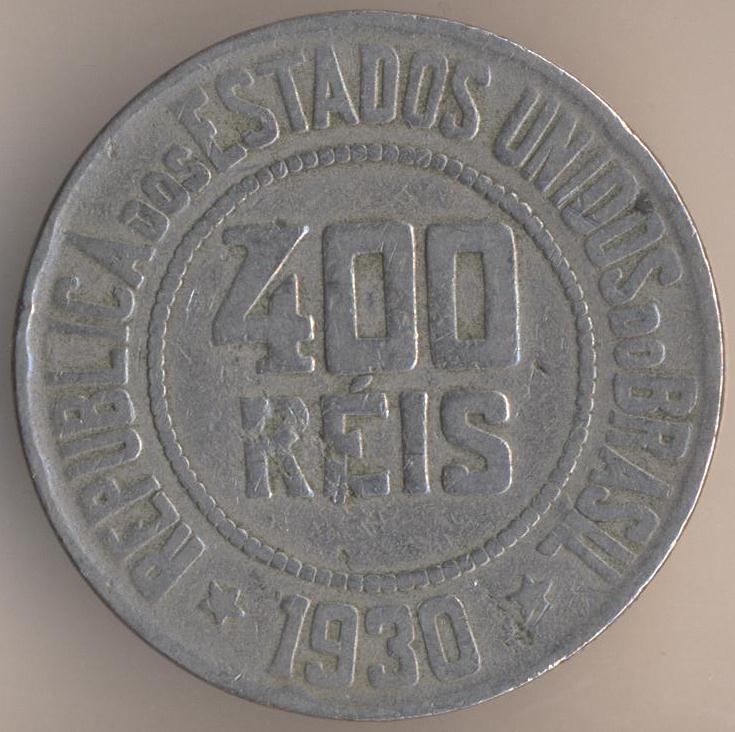 REPUBLICA DOS ESTADOS UNIDOS DO BRASIL
400
RÉIS
1930